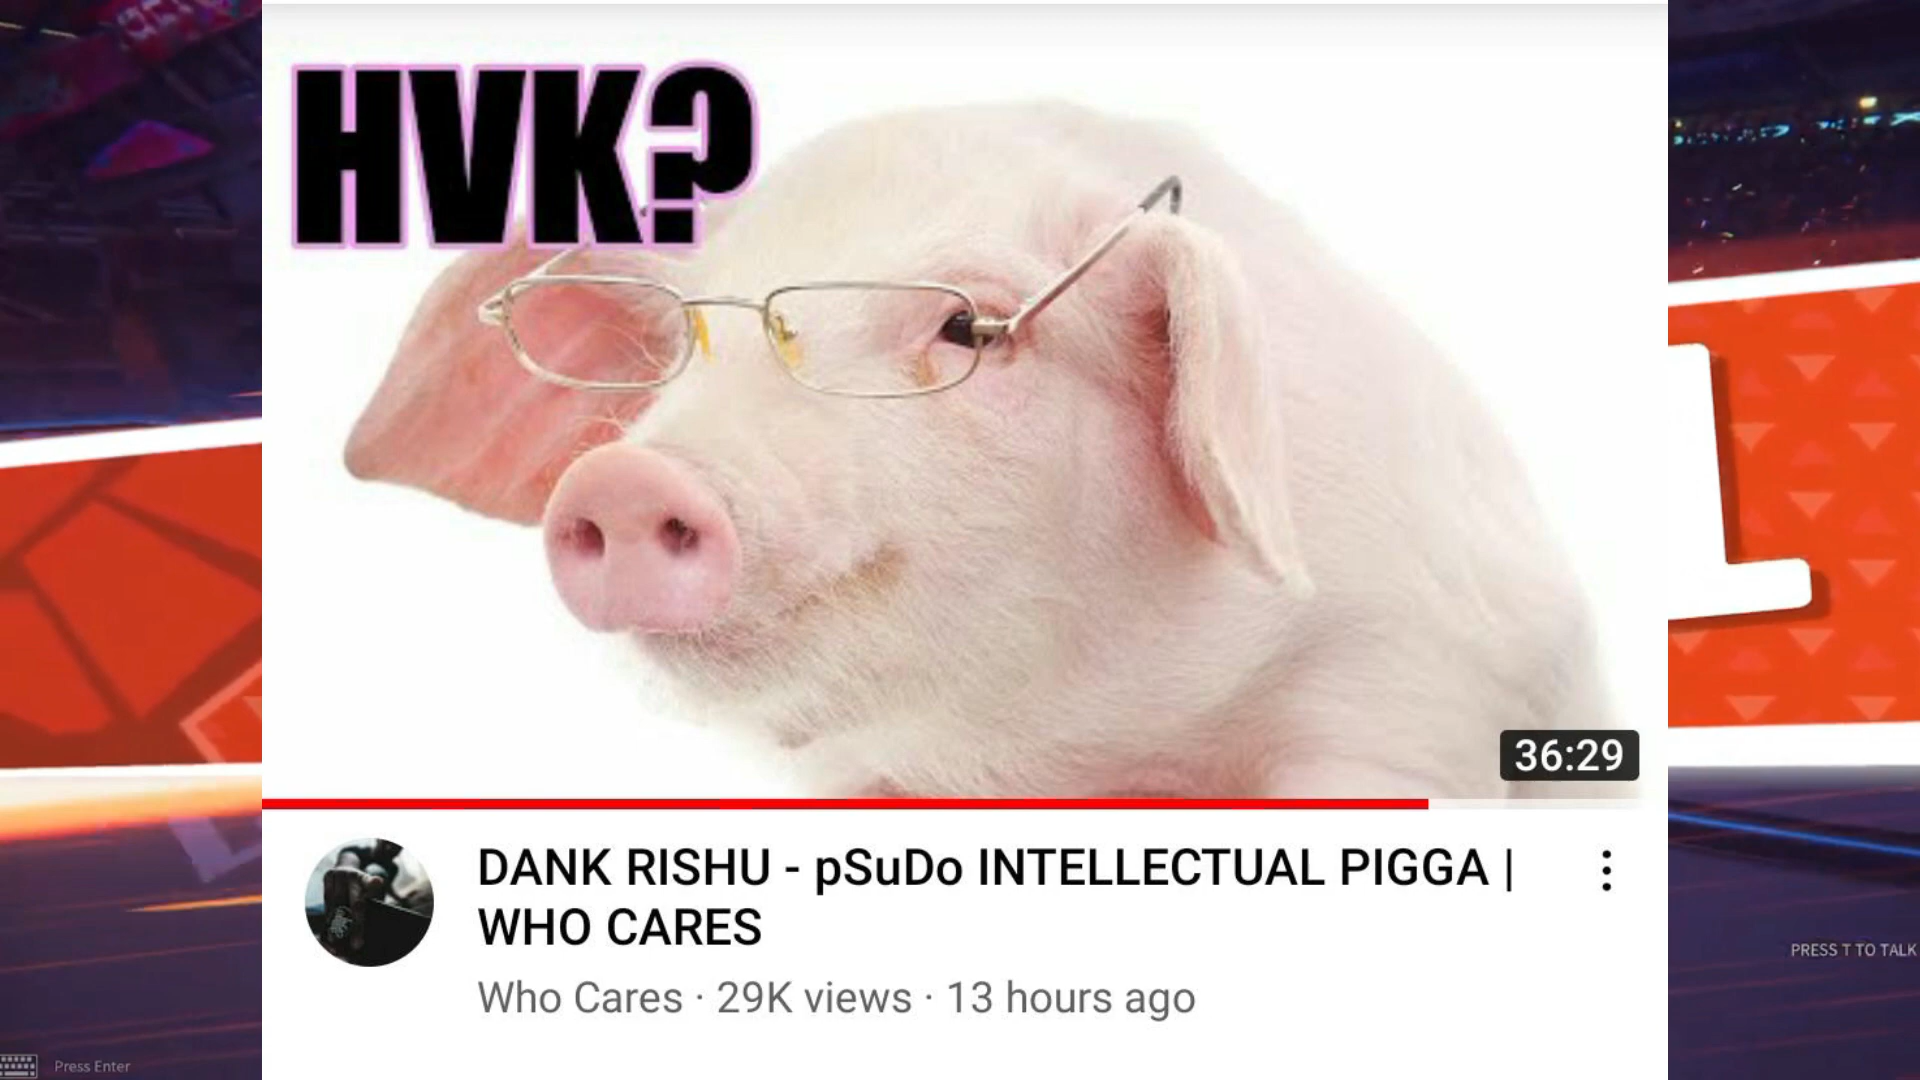 HVK?
36:29
DANK RISHU - pSuDo INTELLECTUAL PIGGA |
WHO CARES
Who Cares · 29K views · 13 hours ago
PRESS T TO TALK
Press Enter